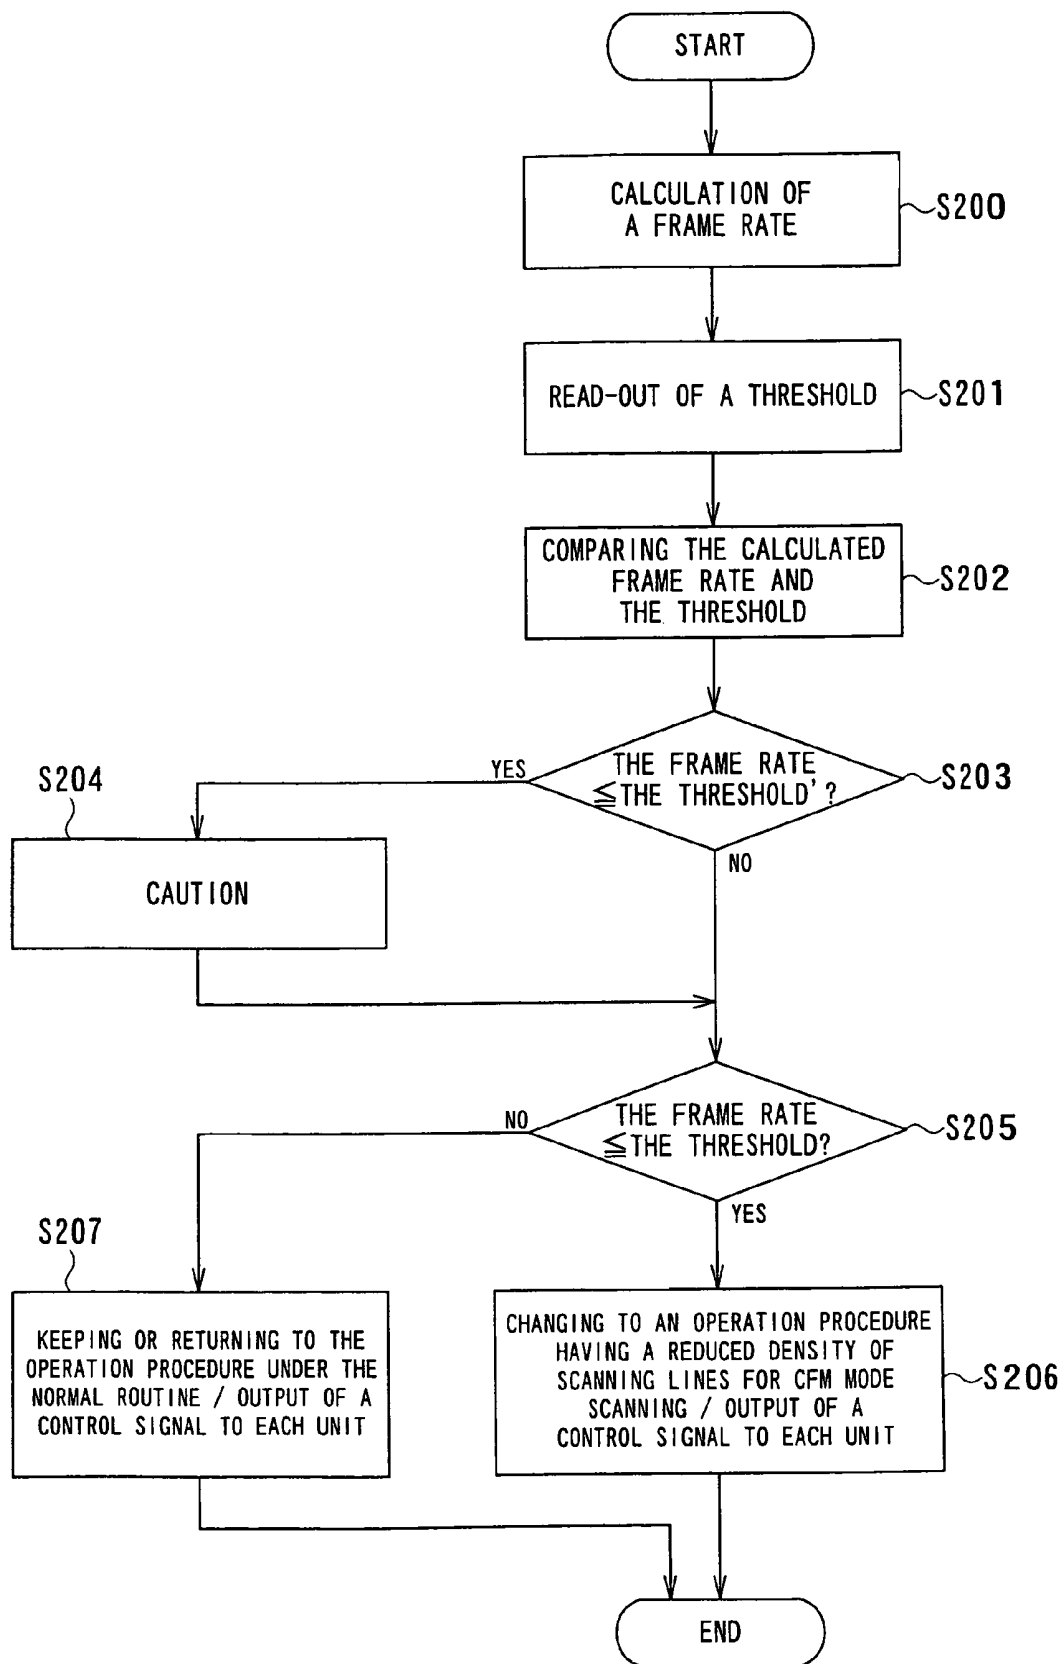 START
CALCULATION OF
A FRAME RATE
S200
READ-OUT OF A THRESHOLD
S201
COMPARING THE CALCULATED
FRAME RATE AND
THE THRESHOLD
S202
THE FRAME RATE
≦THE THRESHOLD'?
S203
YES
NO
S204
CAUTION
THE FRAME RATE
≦THE THRESHOLD?
S205
NO
YES
S207
KEEPING OR RETURNING TO THE
OPERATION PROCEDURE UNDER THE
NORMAL ROUTINE / OUTPUT OF A
CONTROL SIGNAL TO EACH UNIT
CHANGING TO AN OPERATION PROCEDURE
HAVING A REDUCED DENSITY OF
SCANNING LINES FOR CFM MODE
SCANNING / OUTPUT OF A
CONTROL SIGNAL TO EACH UNIT
S206
END